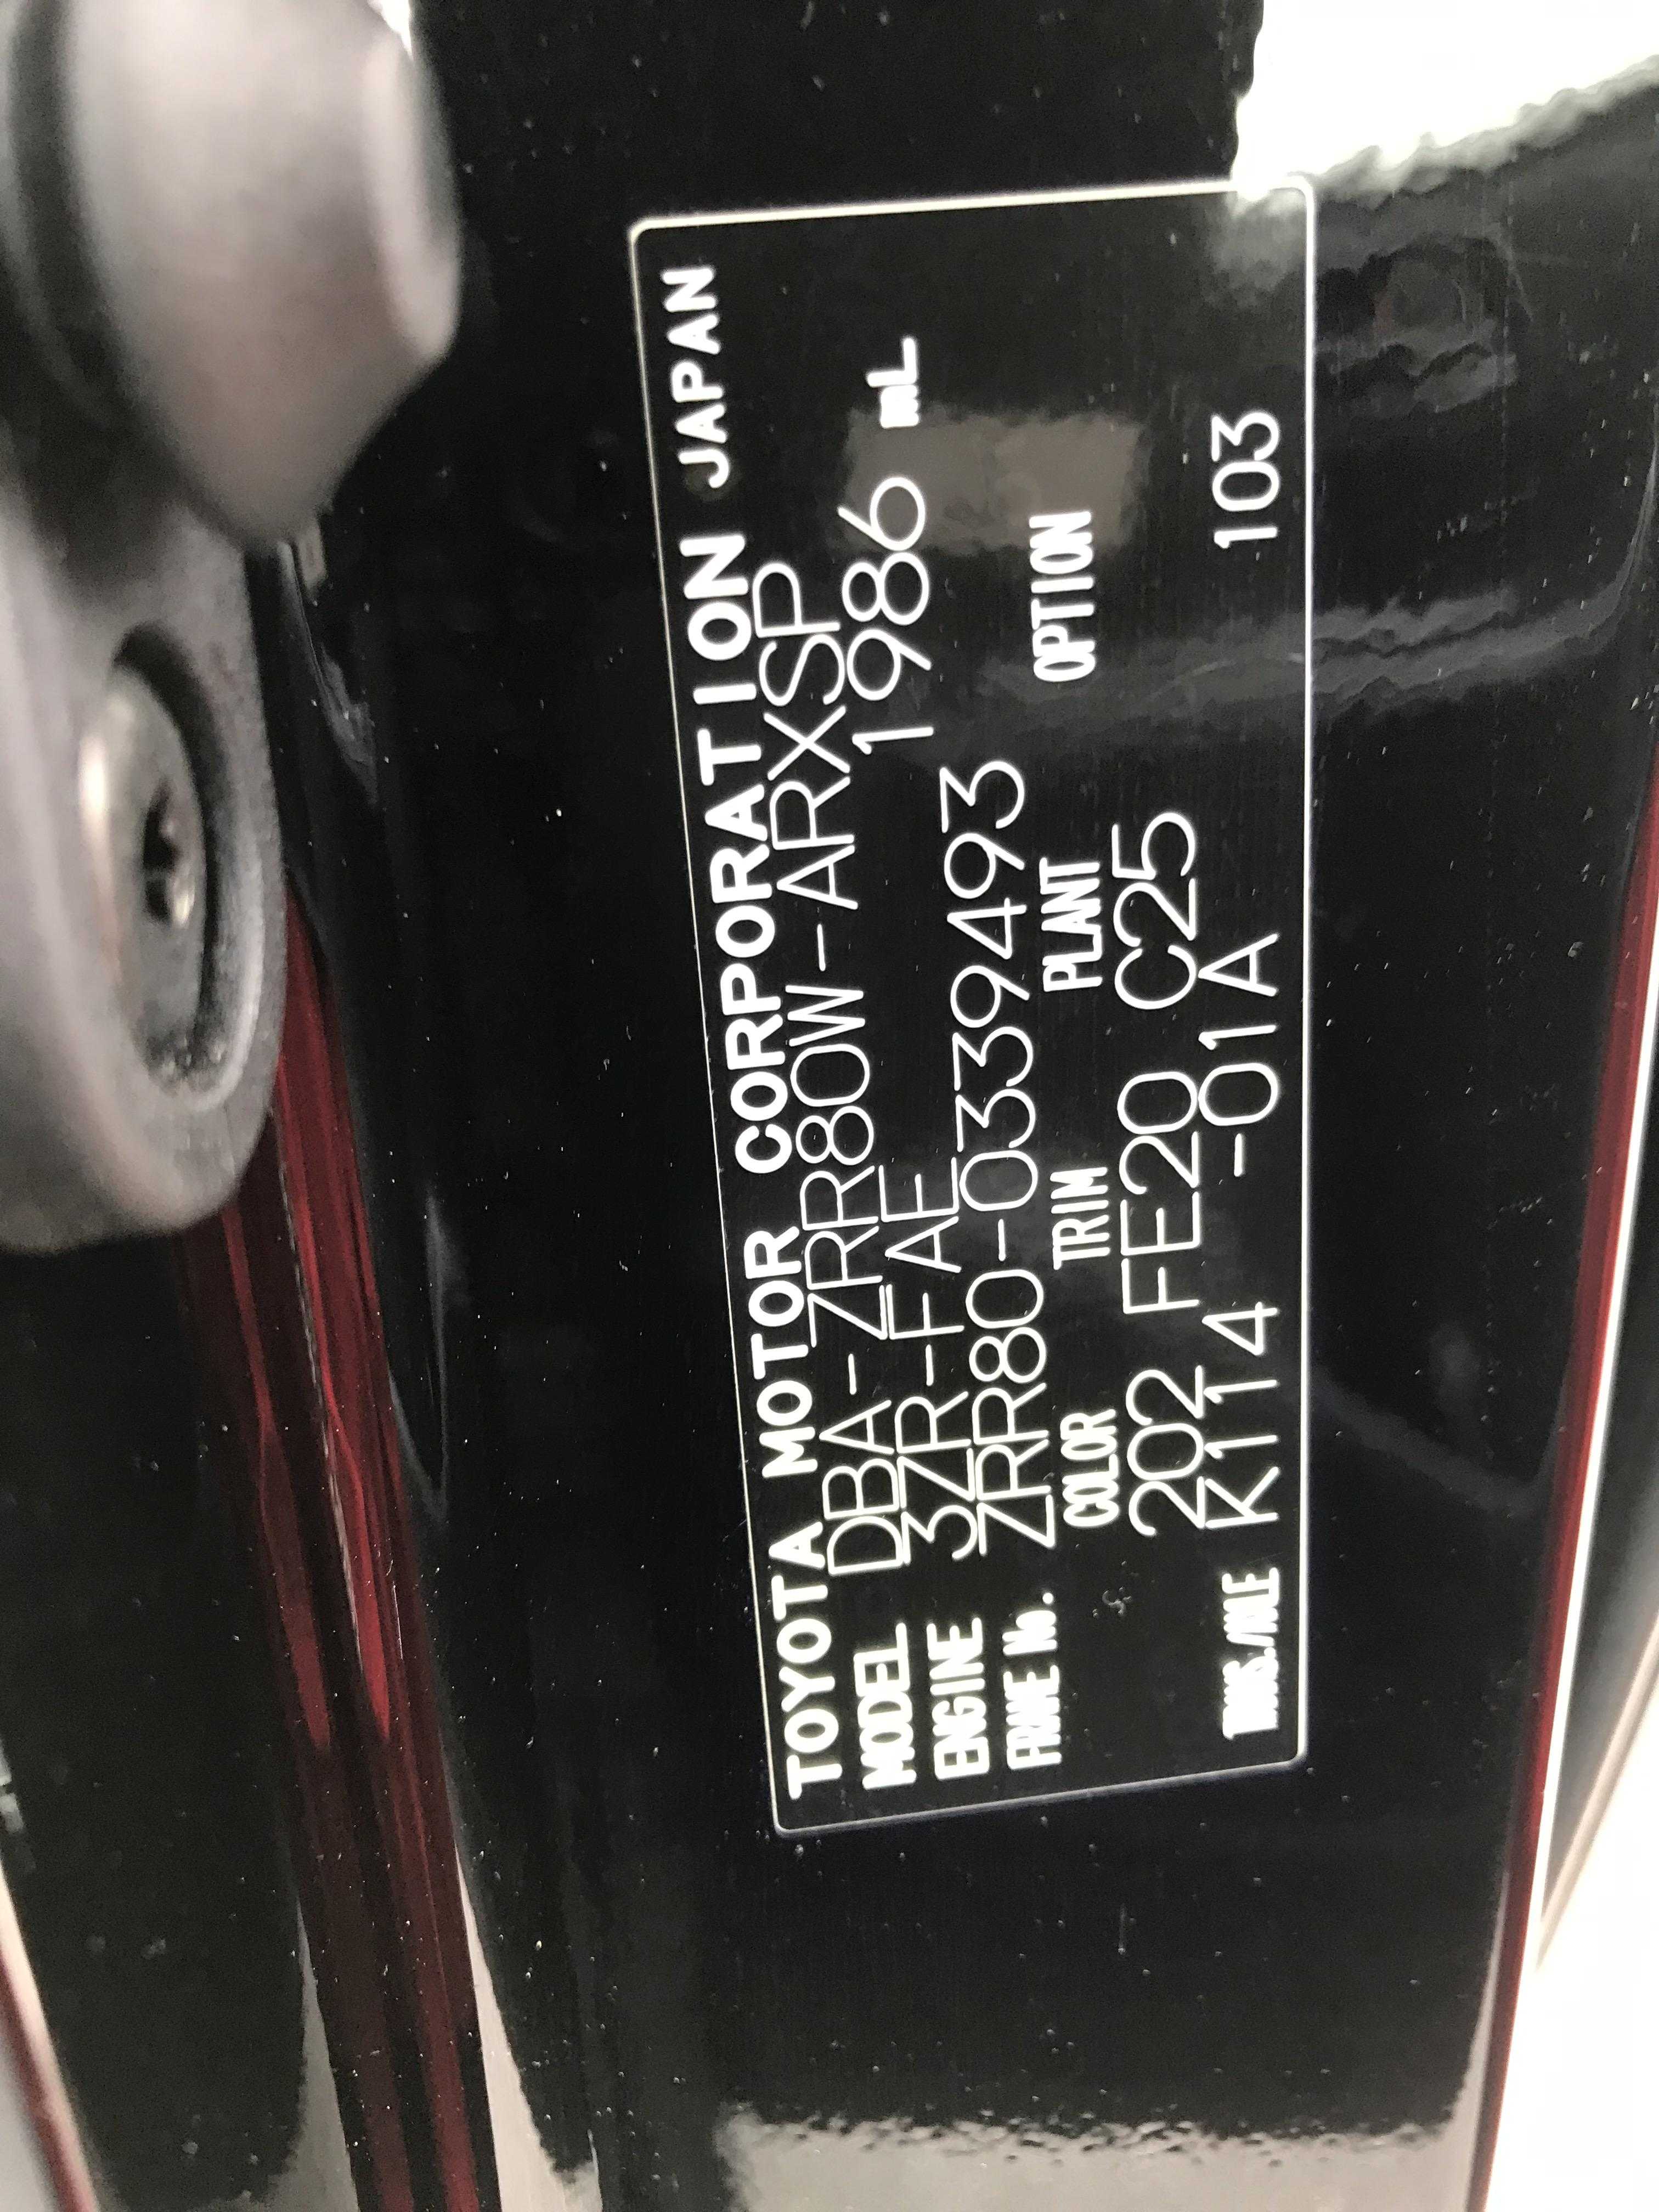 TOYOTA MOTOR CORPORATION JAPAN
MODEL DBA-ZRR80W-ARXSP
ENGINE 3ZR-FAE 1986 mL
FRAME No. ZRR80-0339493
COLOR TRIM PLANT OPTION
202 FE20 C25
TRANS./AXLE K114 -01A 103